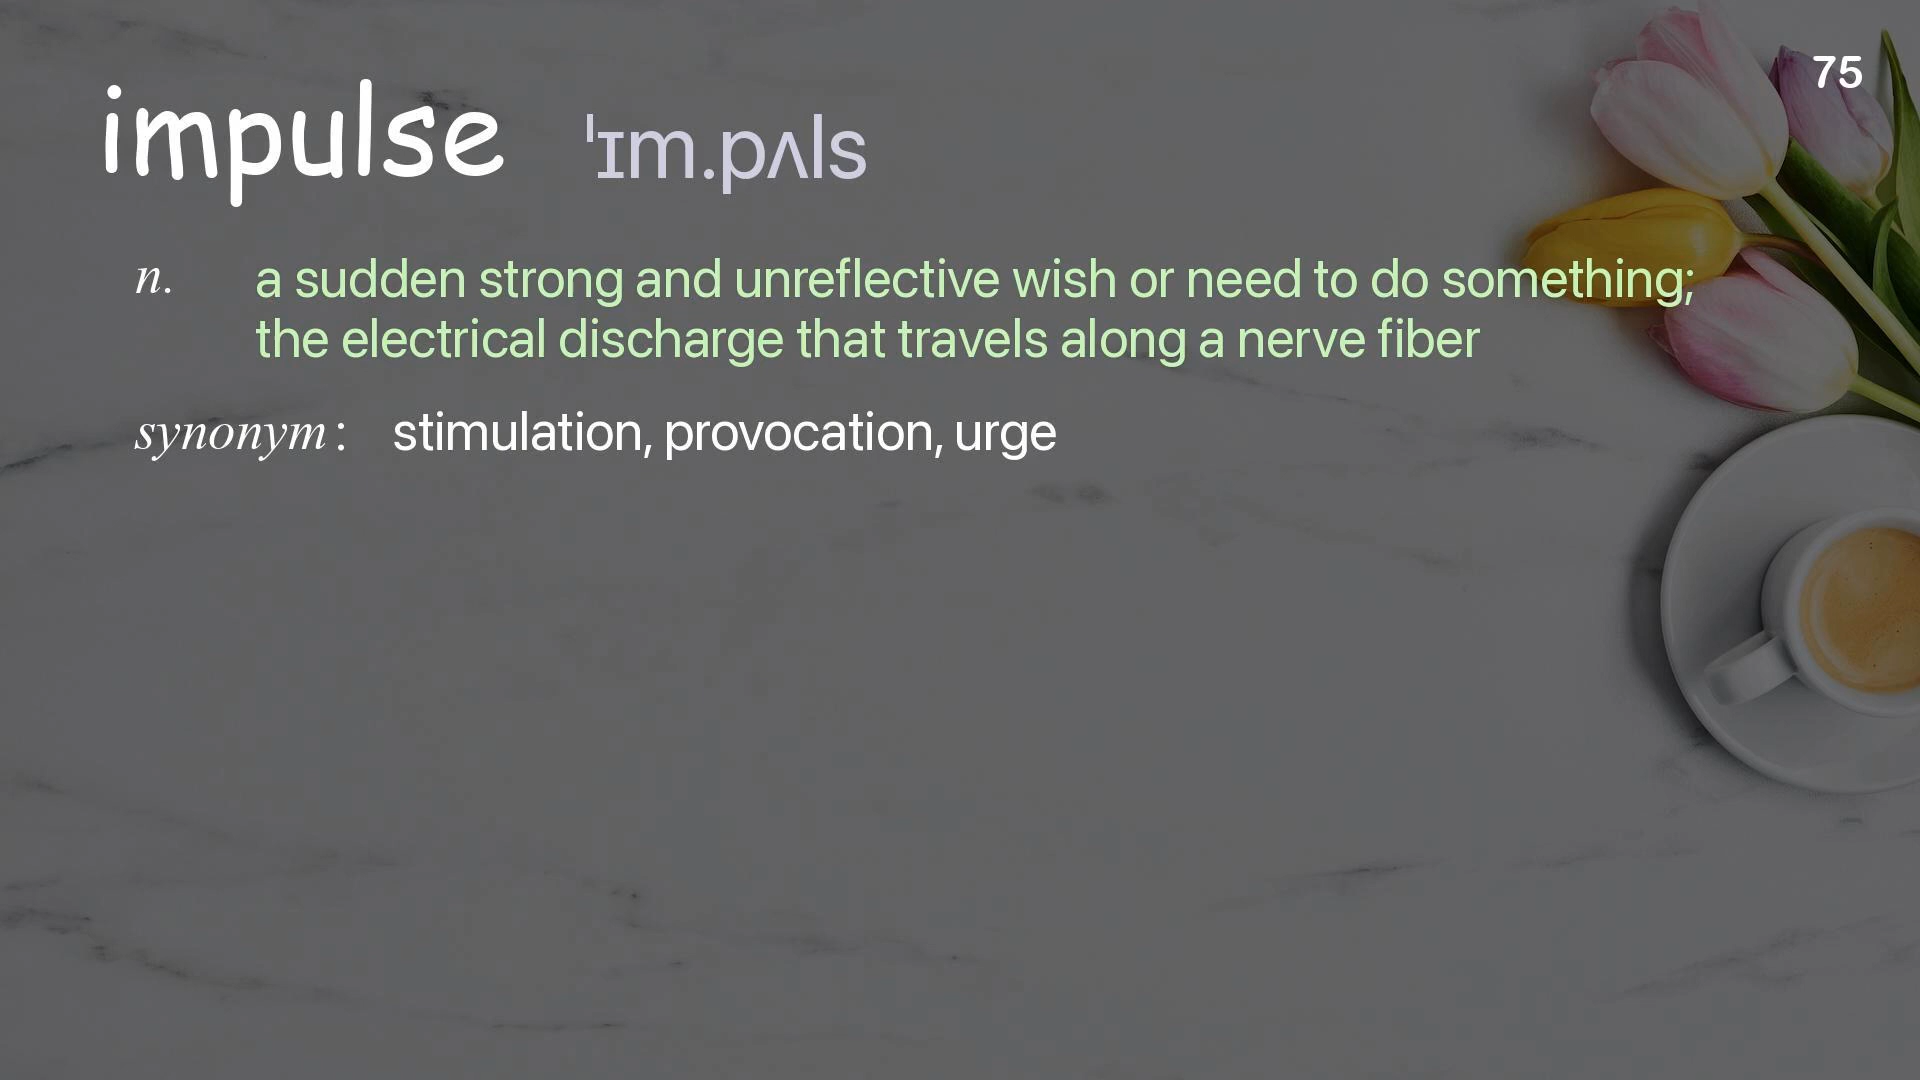 75
impulse ˈɪm.pʌls
n. a sudden strong and unreflective wish or need to do something;
the electrical discharge that travels along a nerve fiber
synonym: stimulation, provocation, urge